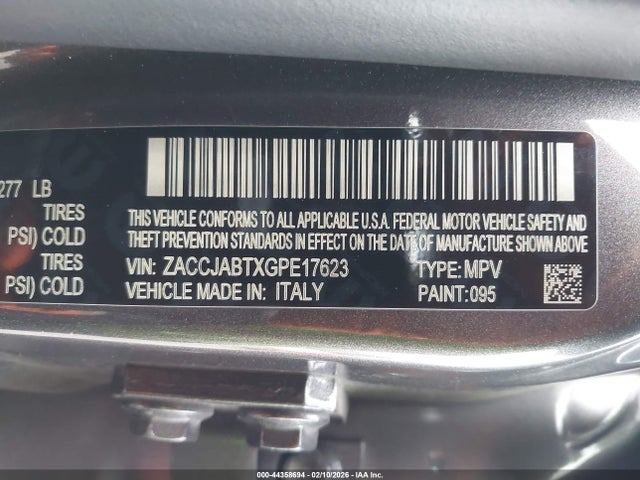 277 LB
TIRES
PSI) COLD
TIRES
PSI) COLD
THIS VEHICLE CONFORMS TO ALL APPLICABLE U.S.A. FEDERAL MOTOR VEHICLE SAFETY AND
THEFT PREVENTION STANDARDS IN EFFECT ON THE DATE OF MANUFACTURE SHOWN ABOVE
VIN: ZACCJABTXGPE17623 TYPE: MPV
VEHICLE MADE IN: ITALY PAINT: 095
000-44358694 | 02/10/2026 | IAA Inc.